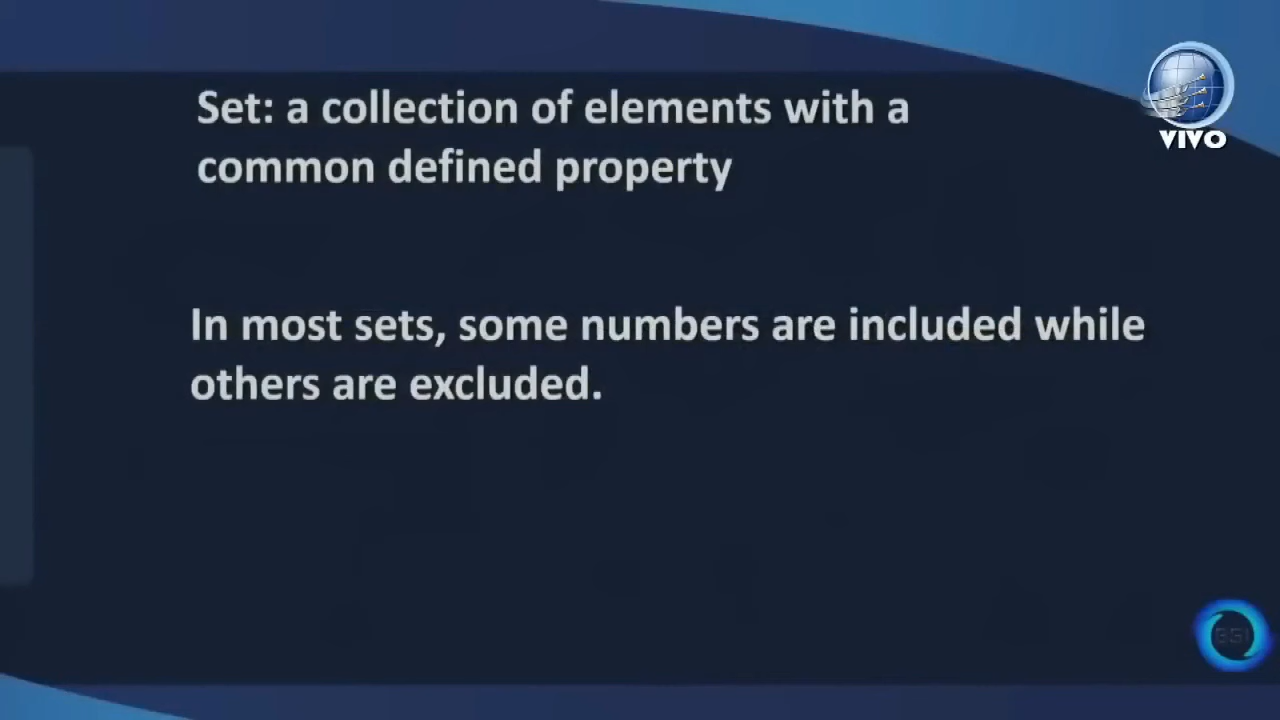 Set: a collection of elements with a
common defined property
VIVO
In most sets, some numbers are included while
others are excluded.